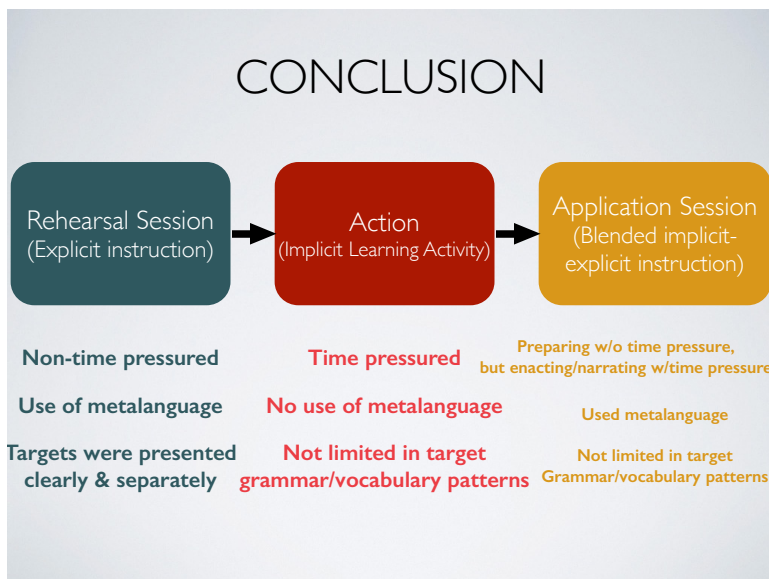 CONCLUSION
Rehearsal Session
(Explicit instruction)
Action
(Implicit Learning Activity)
Application Session
(Blended implicit-
explicit instruction)
Non-time pressured
Use of metalanguage
Targets were presented
clearly & separately
Time pressured
No use of metalanguage
Not limited in target
grammar/vocabulary patterns
Preparing w/o time pressure,
but enacting/narrating w/time pressure
Used metalanguage
Not limited in target
Grammar/vocabulary patterns